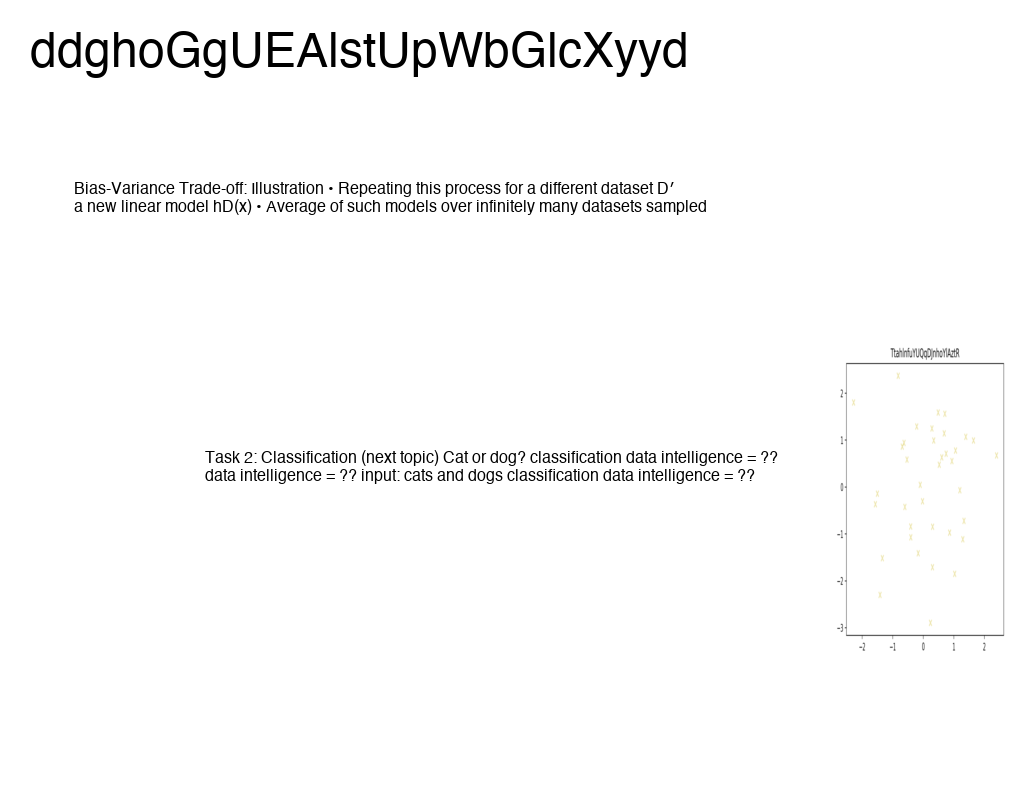 ddghoGgUEAlstUpWbGlcXyyd
Bias-Variance Trade-off: Illustration • Repeating this process for a different dataset D′
a new linear model hD(x) • Average of such models over infinitely many datasets sampled
Task 2: Classification (next topic) Cat or dog? classification data intelligence = ??
data intelligence = ?? input: cats and dogs classification data intelligence = ??
2
1
0
−1
−2
−3
−2 −1 0 1 2